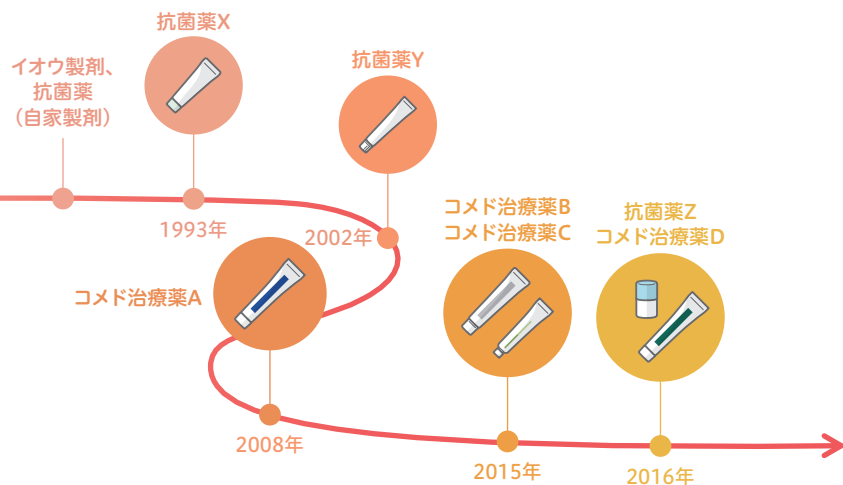 イオウ製剤、
抗菌薬
（自家製剤）
抗菌薬X
1993年
抗菌薬Y
2002年
コメド治療薬A
2008年
コメド治療薬B
コメド治療薬C
2015年
抗菌薬Z
コメド治療薬D
2016年